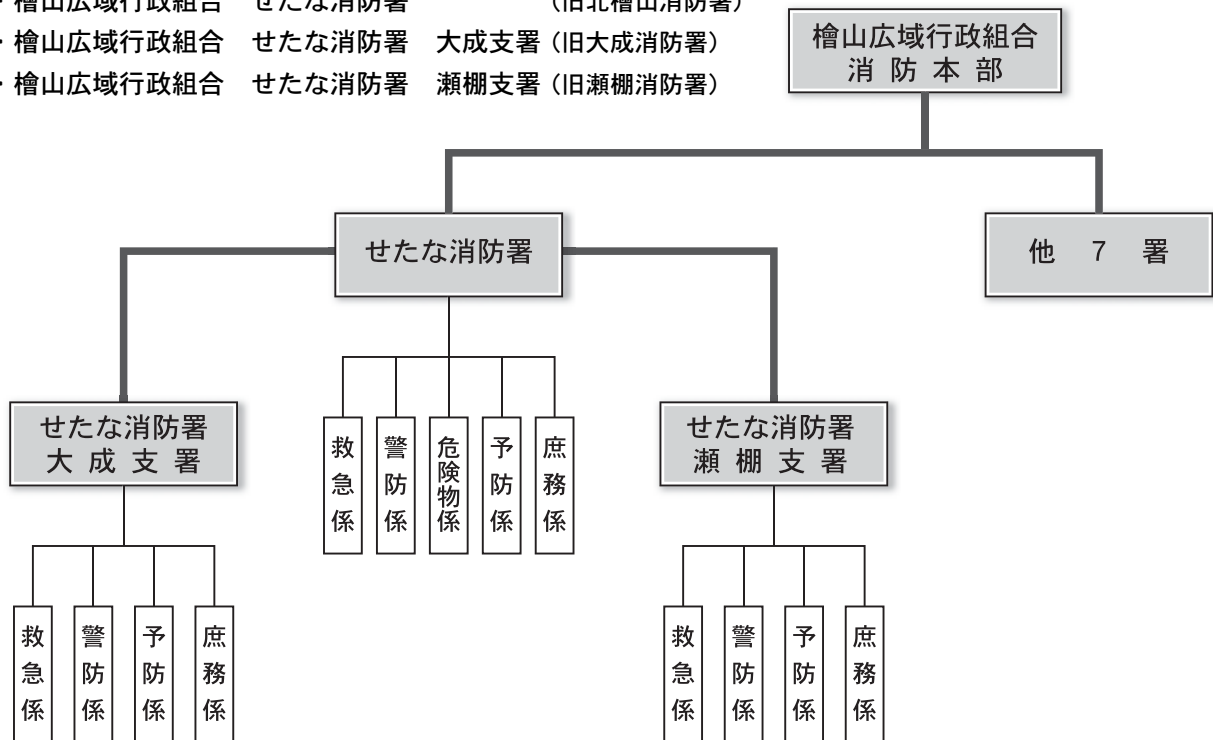 ・檜山広域行政組合　せたな消防署　　　　　（旧北檜山消防署）
・檜山広域行政組合　せたな消防署　大成支署（旧大成消防署）
・檜山広域行政組合　せたな消防署　瀬棚支署（旧瀬棚消防署）
檜山広域行政組合
消防本部
せたな消防署
他　7　署
せたな消防署
大成支署
救急係
警防係
危険物係
予防係
庶務係
せたな消防署
瀬棚支署
救急係
警防係
予防係
庶務係
救急係
警防係
予防係
庶務係